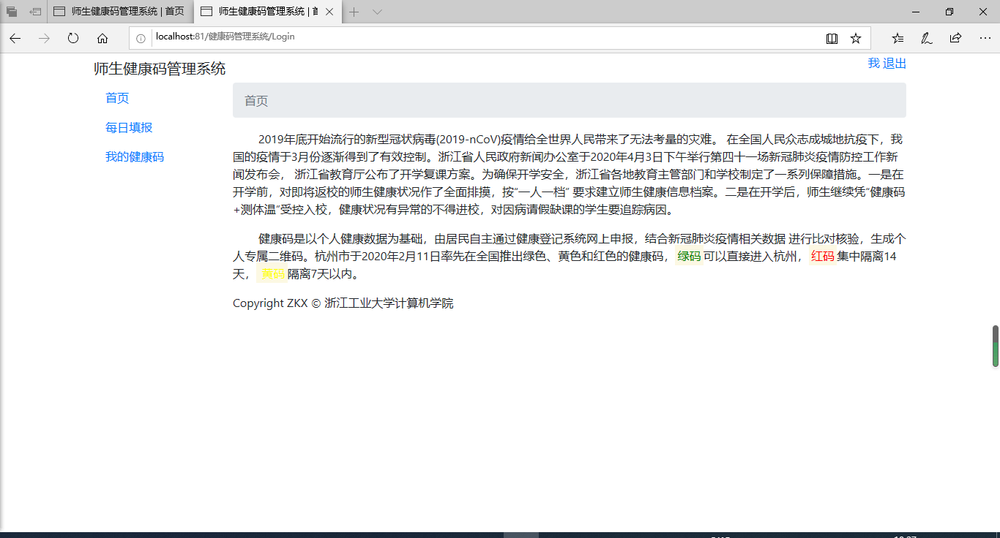 师生健康码管理系统 | 首页
师生健康码管理系统 | 首
localhost:81/健康码管理系统/Login
师生健康码管理系统
我 退出
首页
每日填报
我的健康码
首页
2019年底开始流行的新型冠状病毒(2019-nCoV)疫情给全世界人民带来了无法考量的灾难。 在全国人民众志成城地抗疫下，我
国的疫情于3月份逐渐得到了有效控制。浙江省人民政府新闻办公室于2020年4月3日下午举行第四十一场新冠肺炎疫情防控工作新
闻发布会， 浙江省教育厅公布了开学复课方案。为确保开学安全，浙江省各地教育主管部门和学校制定了一系列保障措施。一是在
开学前，对即将返校的师生健康状况作了全面排摸，按“一人一档” 要求建立师生健康信息档案。二是在开学后，师生继续凭“健康码
+测体温”受控入校，健康状况有异常的不得进校，对因病请假缺课的学生要追踪病因。
健康码是以个人健康数据为基础，由居民自主通过健康登记系统网上申报，结合新冠肺炎疫情相关数据 进行比对核验，生成个
人专属二维码。杭州市于2020年2月11日率先在全国推出绿色、黄色和红色的健康码， 绿码 可以直接进入杭州， 红码 集中隔离14
天， 黄码 隔离7天以内。
Copyright ZKX © 浙江工业大学计算机学院